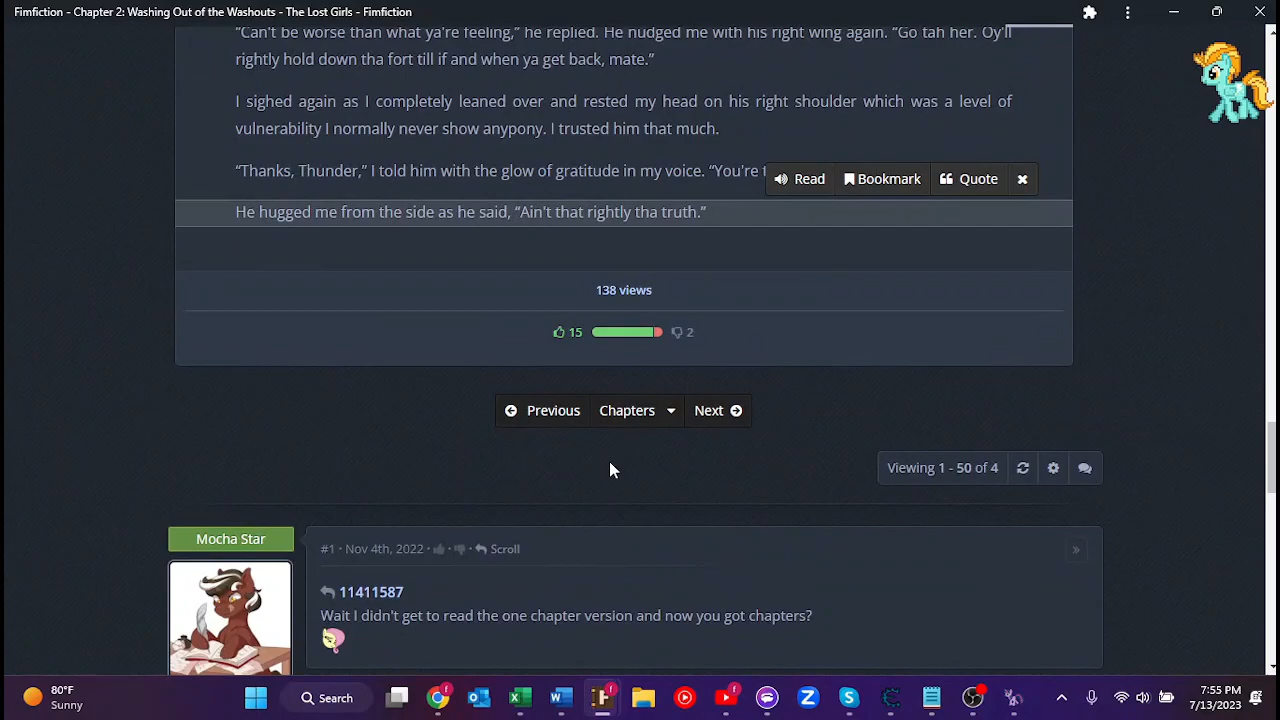 Fimfiction - Chapter 2: Washing Out of the Washouts - The Lost Girls - Fimfiction
“Can't be worse than what ya're feeling,” he replied. He nudged me with his right wing again. “Go tah her. Oy'll
rightly hold down tha fort till if and when ya get back, mate.”
I sighed again as I completely leaned over and rested my head on his right shoulder which was a level of
vulnerability I normally never show anypony. I trusted him that much.
“Thanks, Thunder,” I told him with the glow of gratitude in my voice. “You're
Read Bookmark Quote
He hugged me from the side as he said, “Ain't that rightly tha truth.”
138 views
15 2
Previous Chapters Next
Viewing 1 - 50 of 4
Mocha Star
#1 · Nov 4th, 2022 · · Scroll
11411587
Wait I didn't get to read the one chapter version and now you got chapters?
80°F
Sunny
Search
7:55 PM
7/13/2023